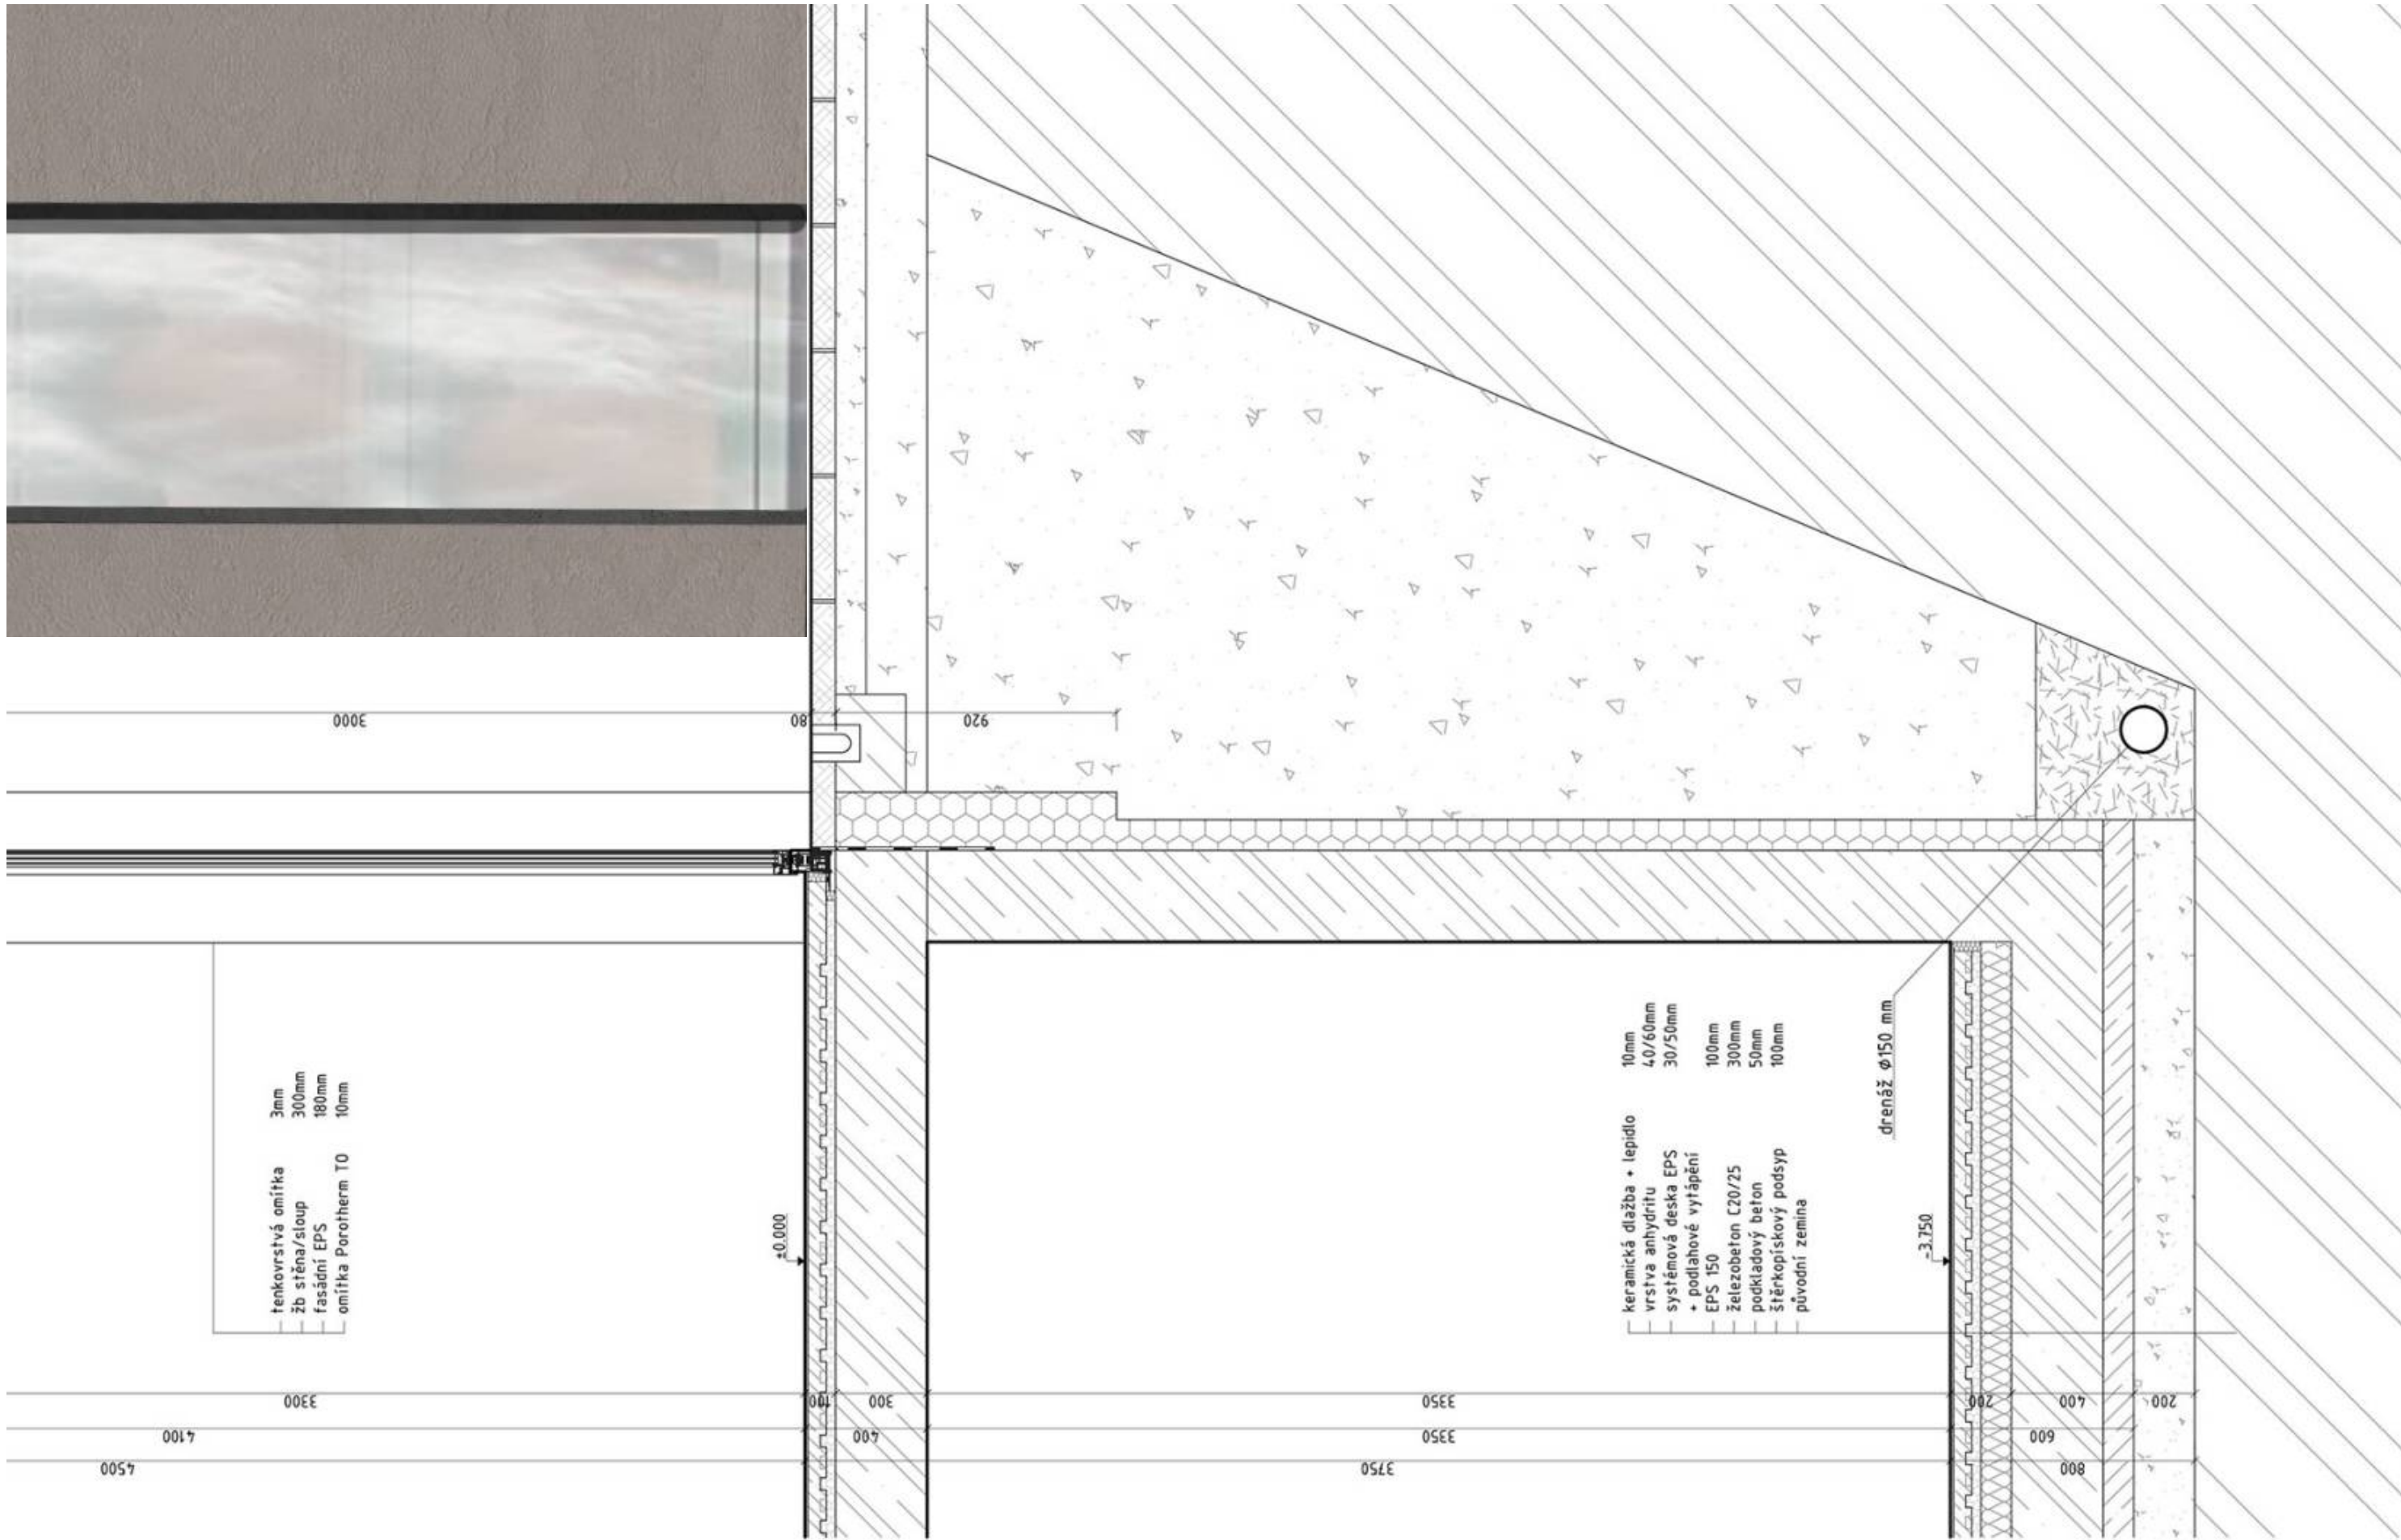 3000
80
920
tenkovrstvá omítka 3mm
žb stěna/sloup 300mm
fasádní EPS 180mm
omítka Porotherm TO 10mm
±0.000
keramická dlažba + lepidlo 10mm
vrstva anhydritu 40/60mm
systémová deska EPS 30/50mm
+ podlahové vytápění
EPS 150 100mm
železobeton C20/25 300mm
podkladový beton 50mm
štěrkopískový podsyp 100mm
původní zemina
drenáž ø150 mm
-3.750
3300
100
300
3350
200
400
200
4100
400
3350
600
4500
3750
800